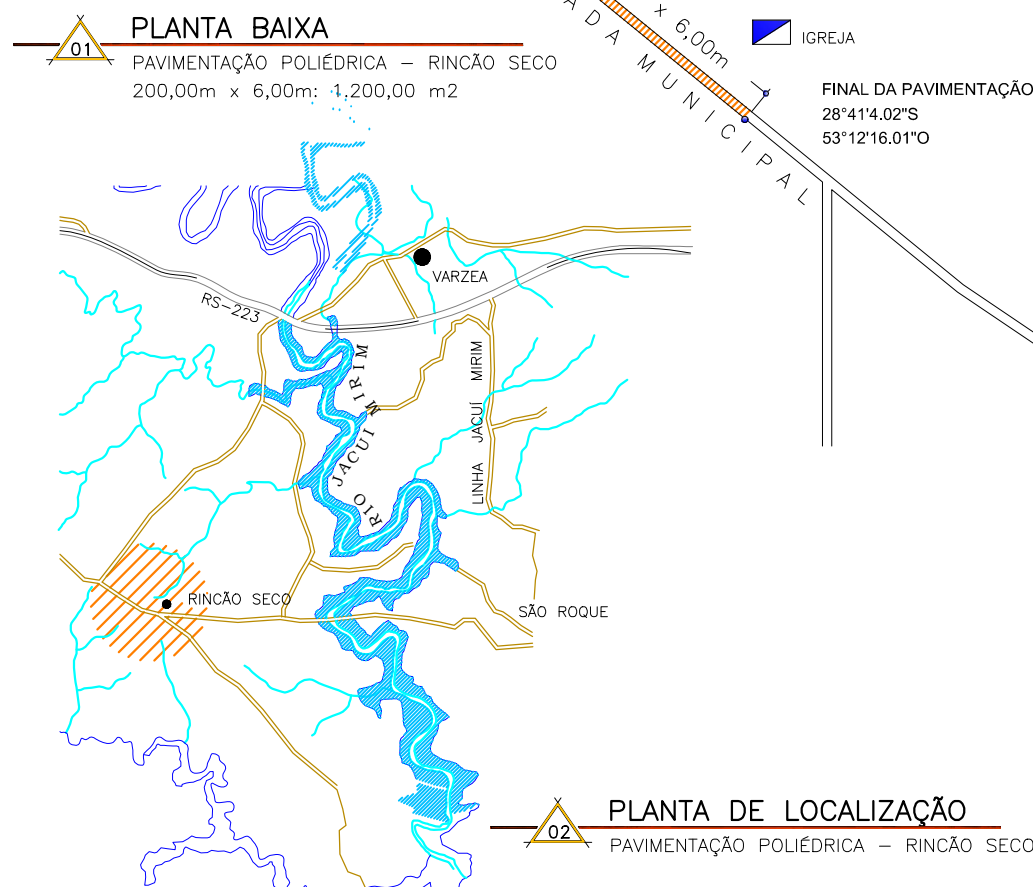 01
PLANTA BAIXA
PAVIMENTAÇÃO POLIÉDRICA – RINCÃO SECO
200,00m x 6,00m: 1.200,00 m2
x 6,00m
ADA MUNICIPAL
IGREJA
FINAL DA PAVIMENTAÇÃO
28°41'4.02"S
53°12'16.01"O
VARZEA
RS-223
RIO JACUI MIRIM
LINHA JACUÍ MIRIM
RINCÃO SECO
SÃO ROQUE
02
PLANTA DE LOCALIZAÇÃO
PAVIMENTAÇÃO POLIÉDRICA – RINCÃO SECO